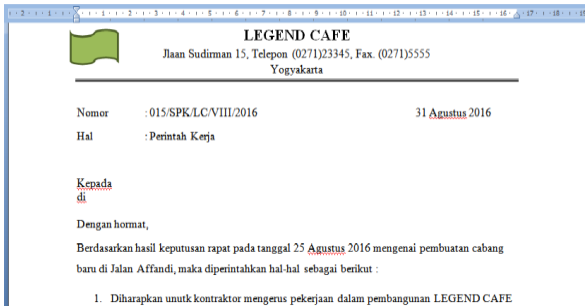 LEGEND CAFE
Jlaan Sudirman 15, Telepon (0271)23345, Fax. (0271)5555
Yogyakarta
Nomor : 015/SPK/LC/VIII/2016 31 Agustus 2016
Hal : Perintah Kerja
Kepada
di
Dengan hormat,
Berdasarkan hasil keputusan rapat pada tanggal 25 Agustus 2016 mengenai pembuatan cabang
baru di Jalan Affandi, maka diperintahkan hal-hal sebagai berikut :
1. Diharapkan unutk kontraktor mengerus pekerjaan dalam pembangunan LEGEND CAFE